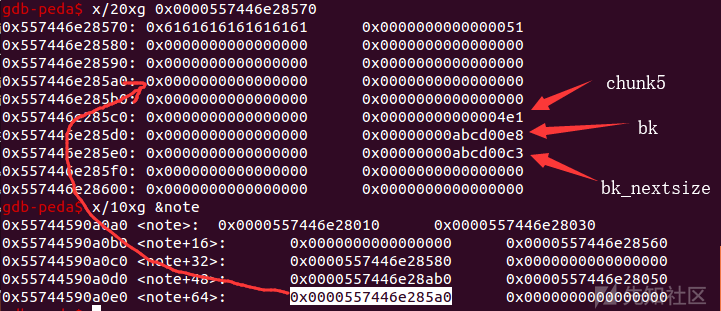 gdb-peda$ x/20xg 0x0000557446e28570
0x557446e28570: 0x6161616161616161 0x0000000000000051
0x557446e28580: 0x0000000000000000 0x0000000000000000
0x557446e28590: 0x0000000000000000 0x0000000000000000
0x557446e285a0: 0x0000000000000000 0x0000000000000000
0x557446e285b0: 0x0000000000000000 0x0000000000000000
chunk5
0x557446e285c0: 0x0000000000000000 0x00000000000004e1
0x557446e285d0: 0x0000000000000000 0x00000000abcd00e8
bk
0x557446e285e0: 0x0000000000000000 0x00000000abcd00c3
bk_nextsize
0x557446e285f0: 0x0000000000000000 0x0000000000000000
0x557446e28600: 0x0000000000000000 0x0000000000000000
gdb-peda$ x/10xg &note
0x55744590a0a0 <note>: 0x0000557446e28010 0x0000557446e28030
0x55744590a0b0 <note+16>: 0x0000000000000000 0x0000557446e28560
0x55744590a0c0 <note+32>: 0x0000557446e28580 0x0000000000000000
0x55744590a0d0 <note+48>: 0x0000557446e28ab0 0x0000557446e28050
0x55744590a0e0 <note+64>: 0x0000557446e285a0 0x0000000000000000
先知社区